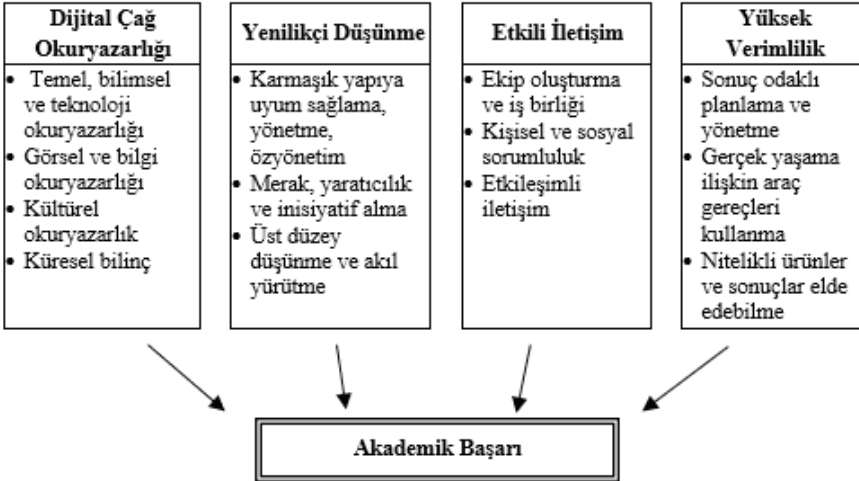 Dijital Çağ
Okuryazarlığı
• Temel, bilimsel
ve teknoloji
okuryazarlığı
• Görsel ve bilgi
okuryazarlığı
• Kültürel
okuryazarlık
• Küresel bilinç
Yenilikçi Düşünme
• Karmaşık yapıya
uyum sağlama,
yönetme,
özyönetim
• Merak, yaratıcılık
ve inisiyatif alma
• Üst düzey
düşünme ve akıl
yürütme
Etkili İletişim
• Ekip oluşturma
ve iş birliği
• Kişisel ve sosyal
sorumluluk
• Etkileşimli
iletişim
Yüksek
Verimlilik
• Sonuç odaklı
planlama ve
yönetme
• Gerçek yaşama
ilişkin araç
gereçleri
kullanma
• Nitelikli ürünler
ve sonuçlar elde
edebilme
Akademik Başarı